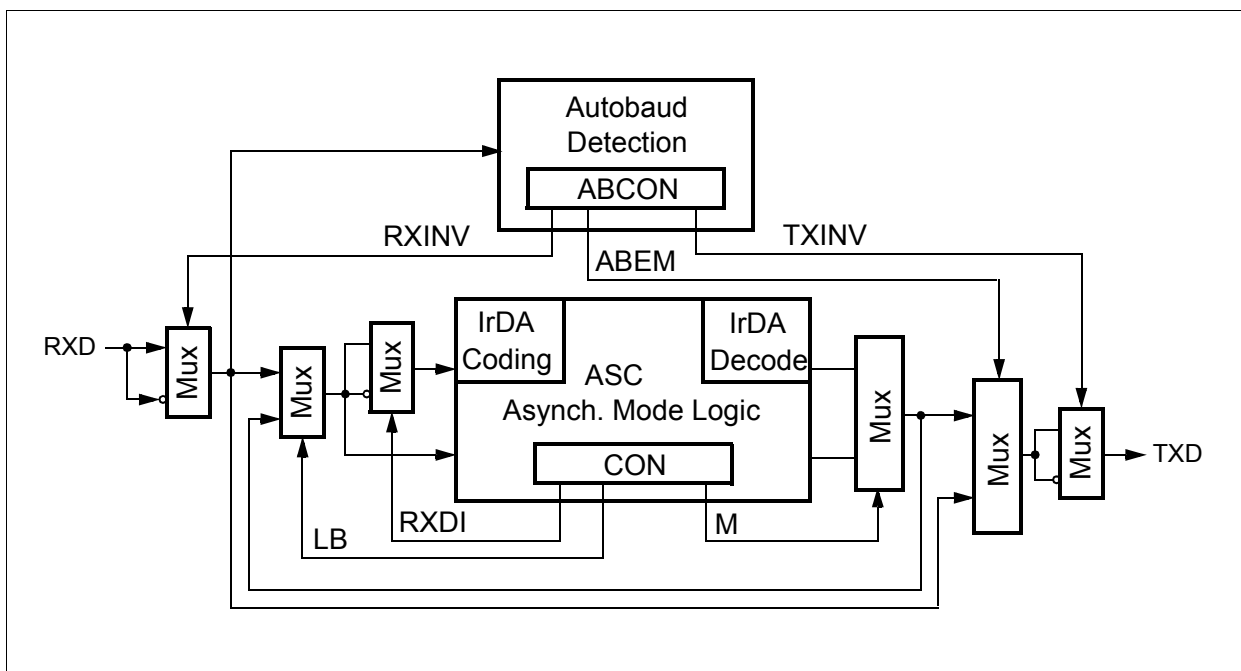 Autobaud
Detection
ABCON
RXINV
TXINV
ABEM
RXD
Mux
Mux
Mux
IrDA
Coding
IrDA
Decode
ASC
Asynch. Mode Logic
CON
Mux
Mux
Mux
TXD
RXDI
M
LB